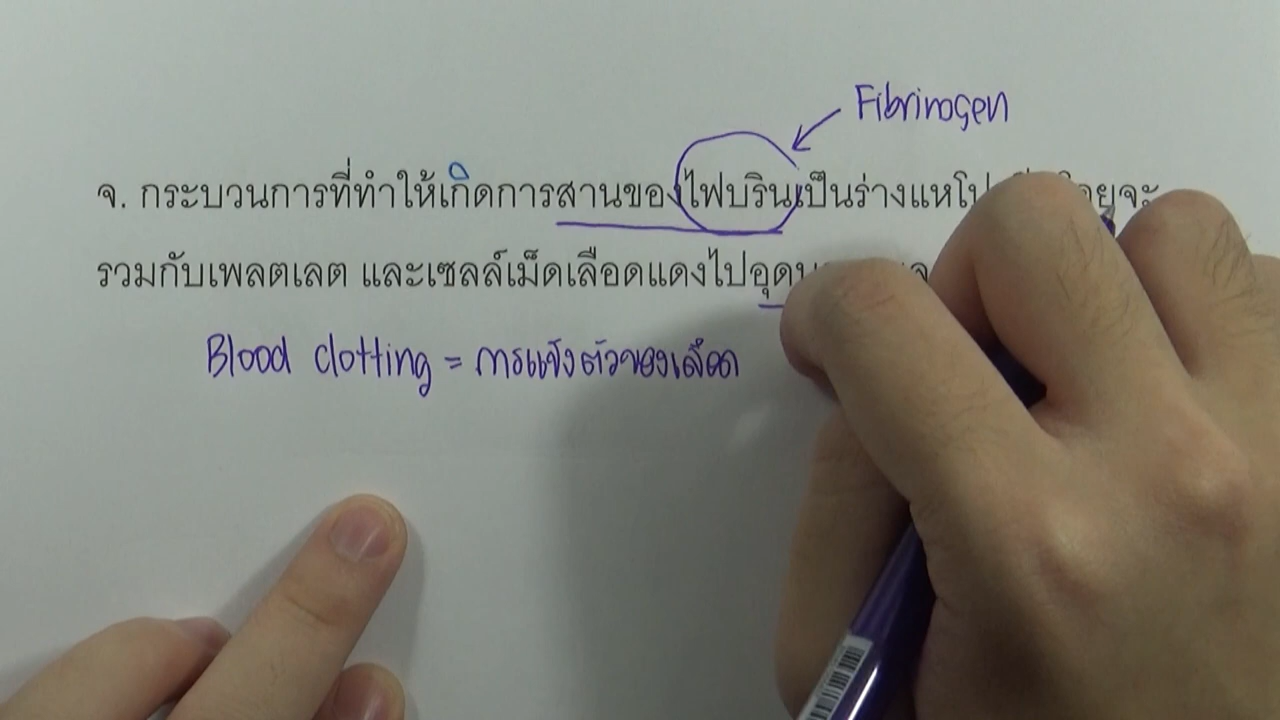 Fibrinogen
จ. กระบวนการที่ทำให้เกิดการสานของไฟบรินเป็นร่างแห จะ
รวมกับเพลตเลต และเซลล์เม็ดเลือดแดงไปอุด
Blood clotting = การแข็งตัวของเลือด